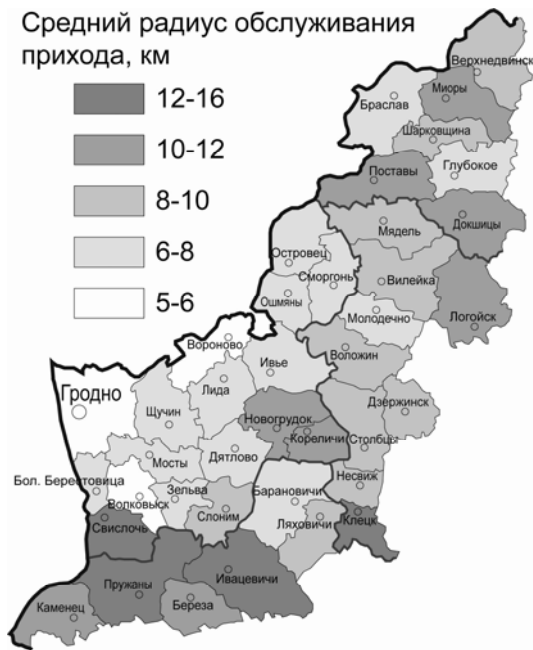 Средний радиус обслуживания
прихода, км
12-16
10-12
8-10
6-8
5-6
Верхнедвинск
Миоры
Браслав
Шарковщина
Глубокое
Поставы
Докшицы
Мядель
Островец
Сморгонь
Вилейка
Ошмяны
Молодечно
Логойск
Вороново
Ивье
Воложин
Гродно
Лида
Щучин
Дзержинск
Новогрудок
Кореличи
Столбцы
Мосты
Дятлово
Бол. Берестовица
Несвиж
Зельва
Барановичи
Волковыск
Слоним
Ляховичи
Клецк
Свислочь
Ивацевичи
Пружаны
Береза
Каменец